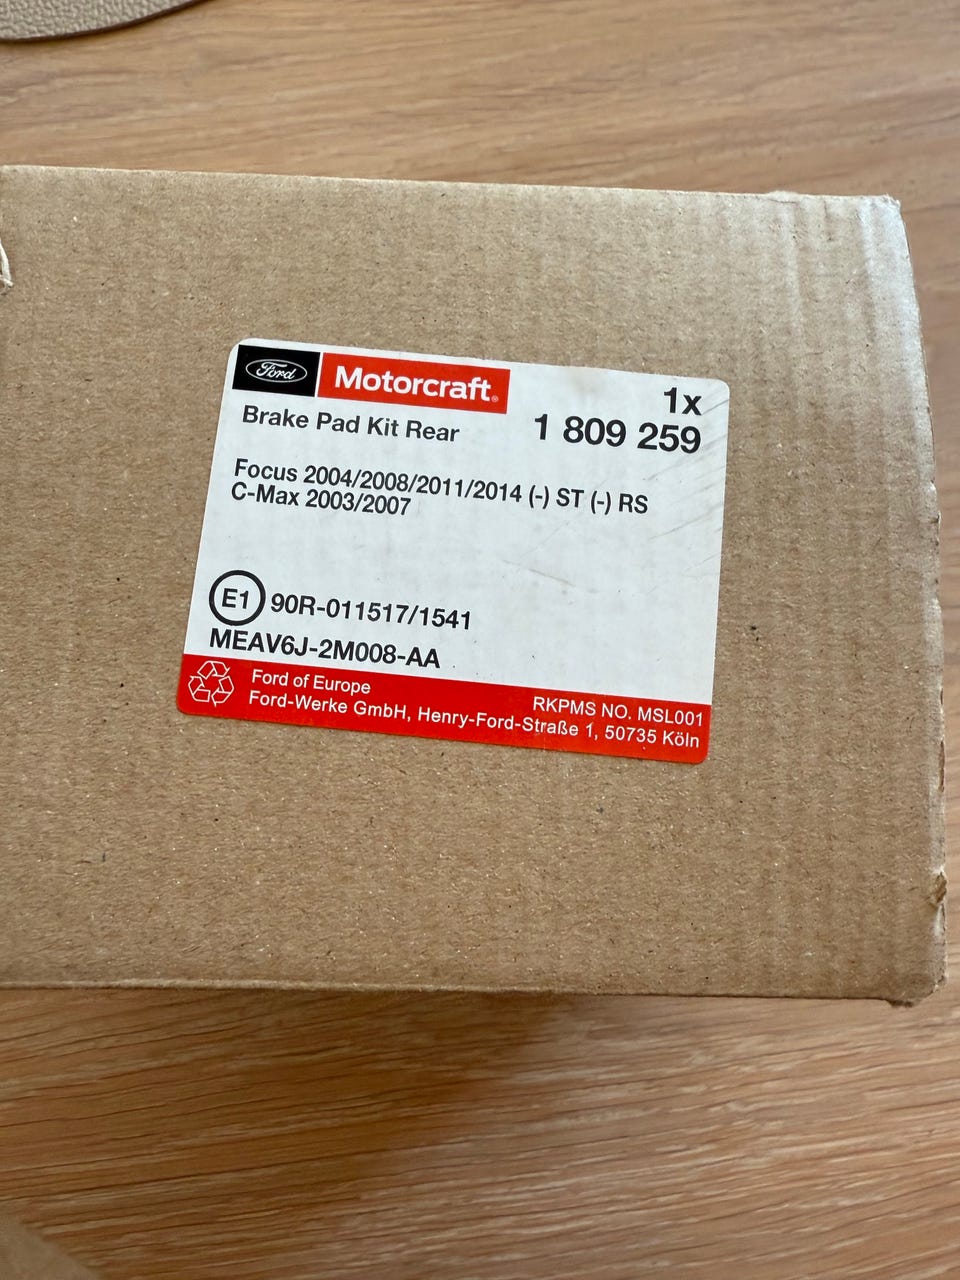 Ford Motorcraft®
1x
Brake Pad Kit Rear
1 809 259
Focus 2004/2008/2011/2014 (-) ST (-) RS
C-Max 2003/2007
E1 90R-011517/1541
MEAV6J-2M008-AA
Ford of Europe
RKPMS NO. MSL001
Ford-Werke GmbH, Henry-Ford-Straße 1, 50735 Köln